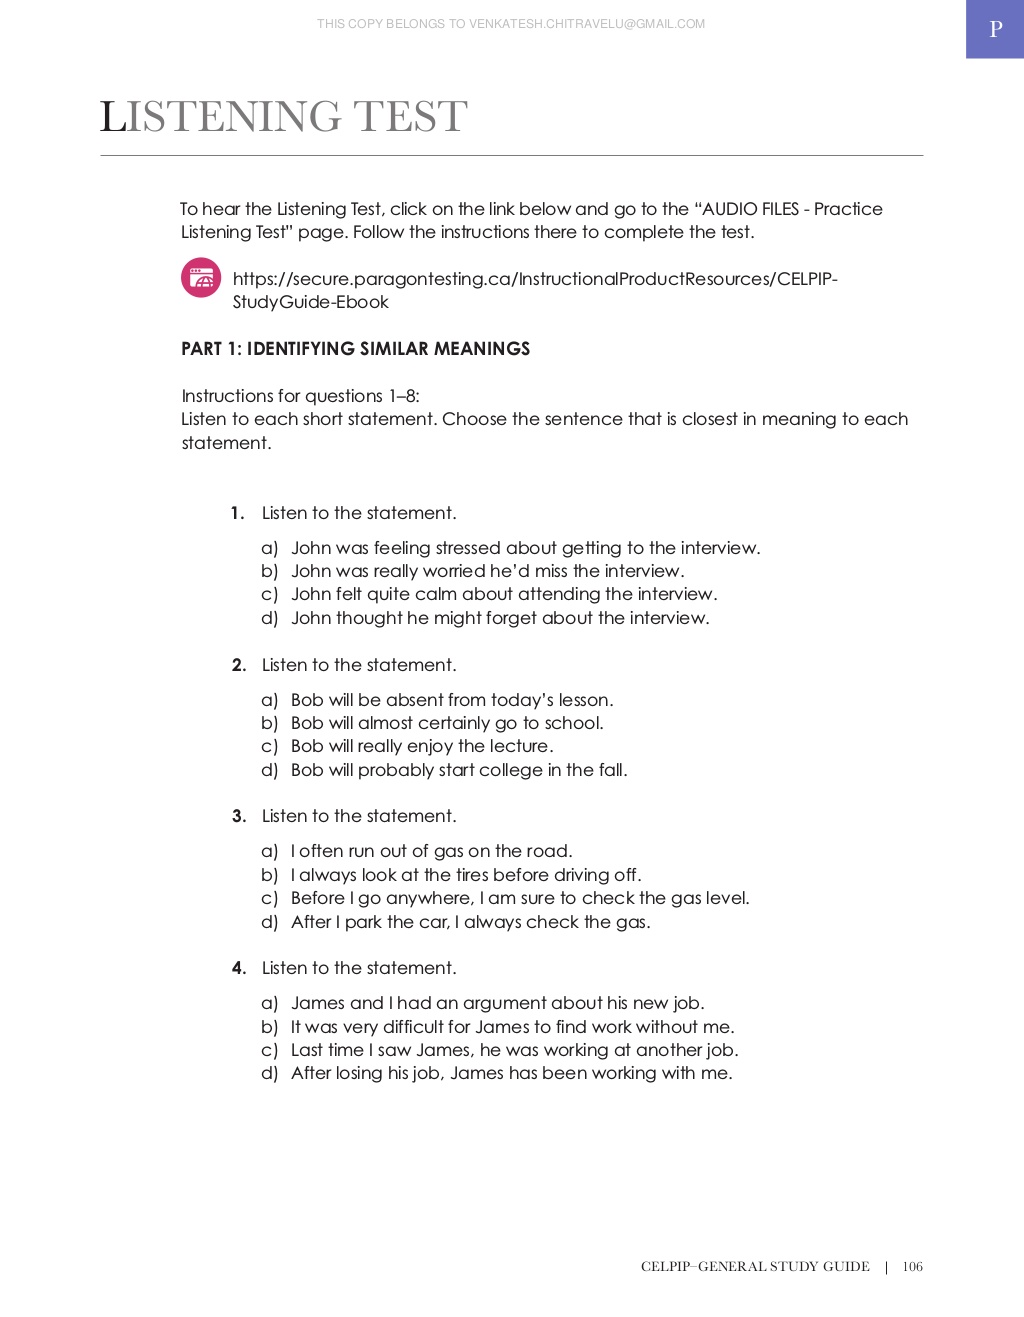 THIS COPY BELONGS TO VENKATESH.CHITRAVELU@GMAIL.COM
P
LISTENING TEST
To hear the Listening Test, click on the link below and go to the “AUDIO FILES - Practice
Listening Test” page. Follow the instructions there to complete the test.
https://secure.paragontesting.ca/InstructionalProductResources/CELPIP-
StudyGuide-Ebook
PART 1: IDENTIFYING SIMILAR MEANINGS
Instructions for questions 1–8:
Listen to each short statement. Choose the sentence that is closest in meaning to each
statement.
1. Listen to the statement.
a) John was feeling stressed about getting to the interview.
b) John was really worried he’d miss the interview.
c) John felt quite calm about attending the interview.
d) John thought he might forget about the interview.
2. Listen to the statement.
a) Bob will be absent from today’s lesson.
b) Bob will almost certainly go to school.
c) Bob will really enjoy the lecture.
d) Bob will probably start college in the fall.
3. Listen to the statement.
a) I often run out of gas on the road.
b) I always look at the tires before driving off.
c) Before I go anywhere, I am sure to check the gas level.
d) After I park the car, I always check the gas.
4. Listen to the statement.
a) James and I had an argument about his new job.
b) It was very difficult for James to find work without me.
c) Last time I saw James, he was working at another job.
d) After losing his job, James has been working with me.
CELPIP–GENERAL STUDY GUIDE | 106